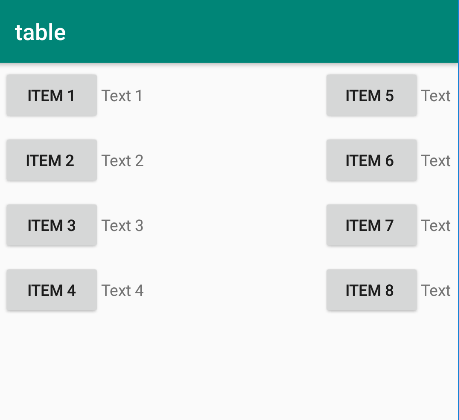 table
ITEM 1 Text 1 ITEM 5 Text
ITEM 2 Text 2 ITEM 6 Text
ITEM 3 Text 3 ITEM 7 Text
ITEM 4 Text 4 ITEM 8 Text